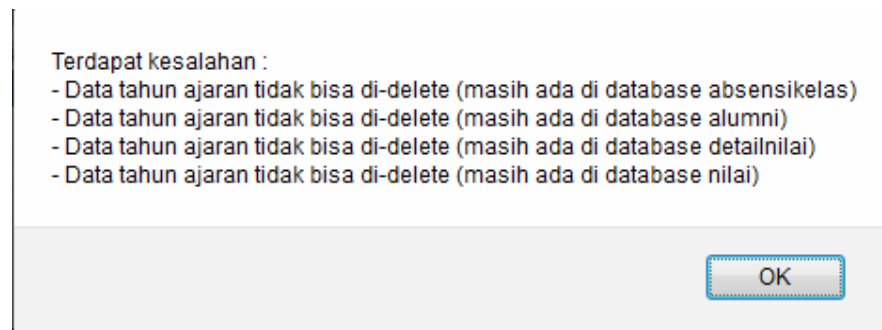 Terdapat kesalahan :
- Data tahun ajaran tidak bisa di-delete (masih ada di database absensikelas)
- Data tahun ajaran tidak bisa di-delete (masih ada di database alumni)
- Data tahun ajaran tidak bisa di-delete (masih ada di database detailnilai)
- Data tahun ajaran tidak bisa di-delete (masih ada di database nilai)
OK